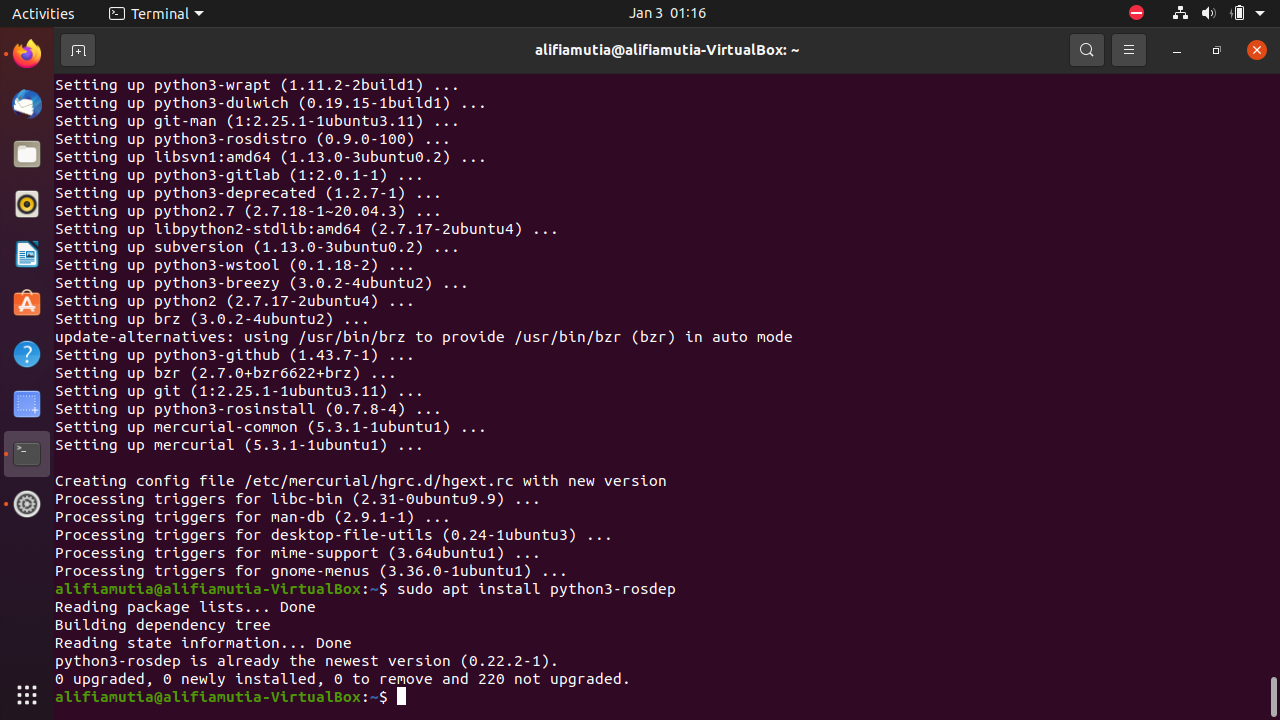 Activities
Terminal
Jan 3 01:16
alifiamutia@alifiamutia-VirtualBox: ~
Setting up python3-wrapt (1.11.2-2build1) ...
Setting up python3-dulwich (0.19.15-1build1) ...
Setting up git-man (1:2.25.1-1ubuntu3.11) ...
Setting up python3-rosdistro (0.9.0-100) ...
Setting up libsvn1:amd64 (1.13.0-3ubuntu0.2) ...
Setting up python3-gitlab (1:2.0.1-1) ...
Setting up python3-deprecated (1.2.7-1) ...
Setting up python2.7 (2.7.18-1~20.04.3) ...
Setting up libpython2-stdlib:amd64 (2.7.17-2ubuntu4) ...
Setting up subversion (1.13.0-3ubuntu0.2) ...
Setting up python3-wstool (0.1.18-2) ...
Setting up python3-breezy (3.0.2-4ubuntu2) ...
Setting up python2 (2.7.17-2ubuntu4) ...
Setting up brz (3.0.2-4ubuntu2) ...
update-alternatives: using /usr/bin/brz to provide /usr/bin/bzr (bzr) in auto mode
Setting up python3-github (1.43.7-1) ...
Setting up bzr (2.7.0+bzr6622+brz) ...
Setting up git (1:2.25.1-1ubuntu3.11) ...
Setting up python3-rosinstall (0.7.8-4) ...
Setting up mercurial-common (5.3.1-1ubuntu1) ...
Setting up mercurial (5.3.1-1ubuntu1) ...
Creating config file /etc/mercurial/hgrc.d/hgext.rc with new version
Processing triggers for libc-bin (2.31-0ubuntu9.9) ...
Processing triggers for man-db (2.9.1-1) ...
Processing triggers for desktop-file-utils (0.24-1ubuntu3) ...
Processing triggers for mime-support (3.64ubuntu1) ...
Processing triggers for gnome-menus (3.36.0-1ubuntu1) ...
alifiamutia@alifiamutia-VirtualBox:~$ sudo apt install python3-rosdep
Reading package lists... Done
Building dependency tree
Reading state information... Done
python3-rosdep is already the newest version (0.22.2-1).
0 upgraded, 0 newly installed, 0 to remove and 220 not upgraded.
alifiamutia@alifiamutia-VirtualBox:~$